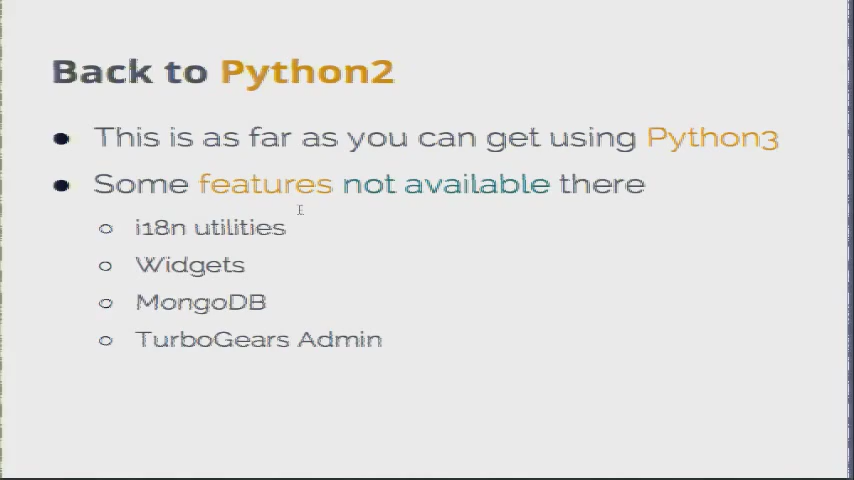 Back to Python2
This is as far as you can get using Python3
Some features not available there
i18n utilities
Widgets
MongoDB
TurboGears Admin